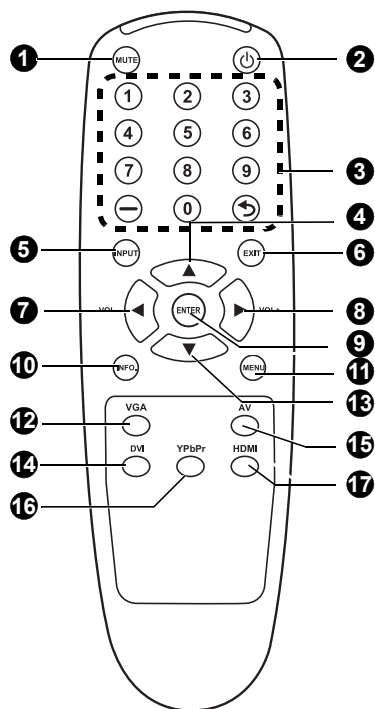 1 MUTE 2
1 2 3
4 5 6
7 8 9 3
0
4
5 INPUT EXIT 6
7 VOL- ENTER VOL+ 8
9
10 INFO. MENU 11
13
12 VGA AV 15
14 DVI YPbPr HDMI 17
16